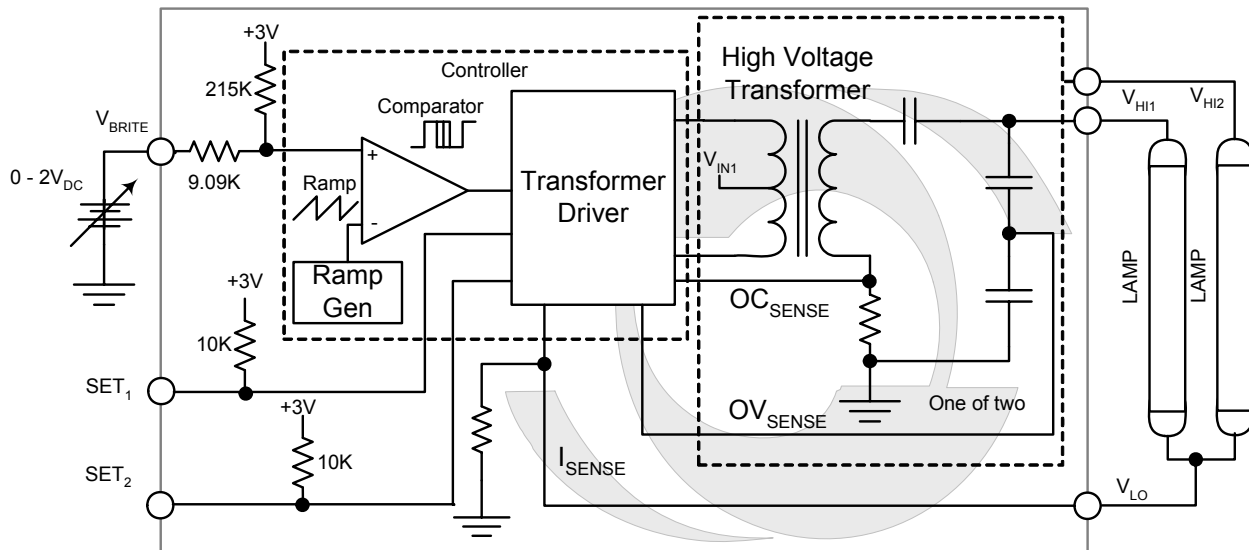 +3V
215K
V_BRITE
9.09K
0 - 2V_DC
Controller
Comparator
+
-
Ramp
Ramp
Gen
Transformer
Driver
High Voltage
Transformer
V_IN1
V_HI1
V_HI2
LAMP
LAMP
OC_SENSE
OV_SENSE
One of two
+3V
10K
SET_1
+3V
10K
SET_2
I_SENSE
V_LO